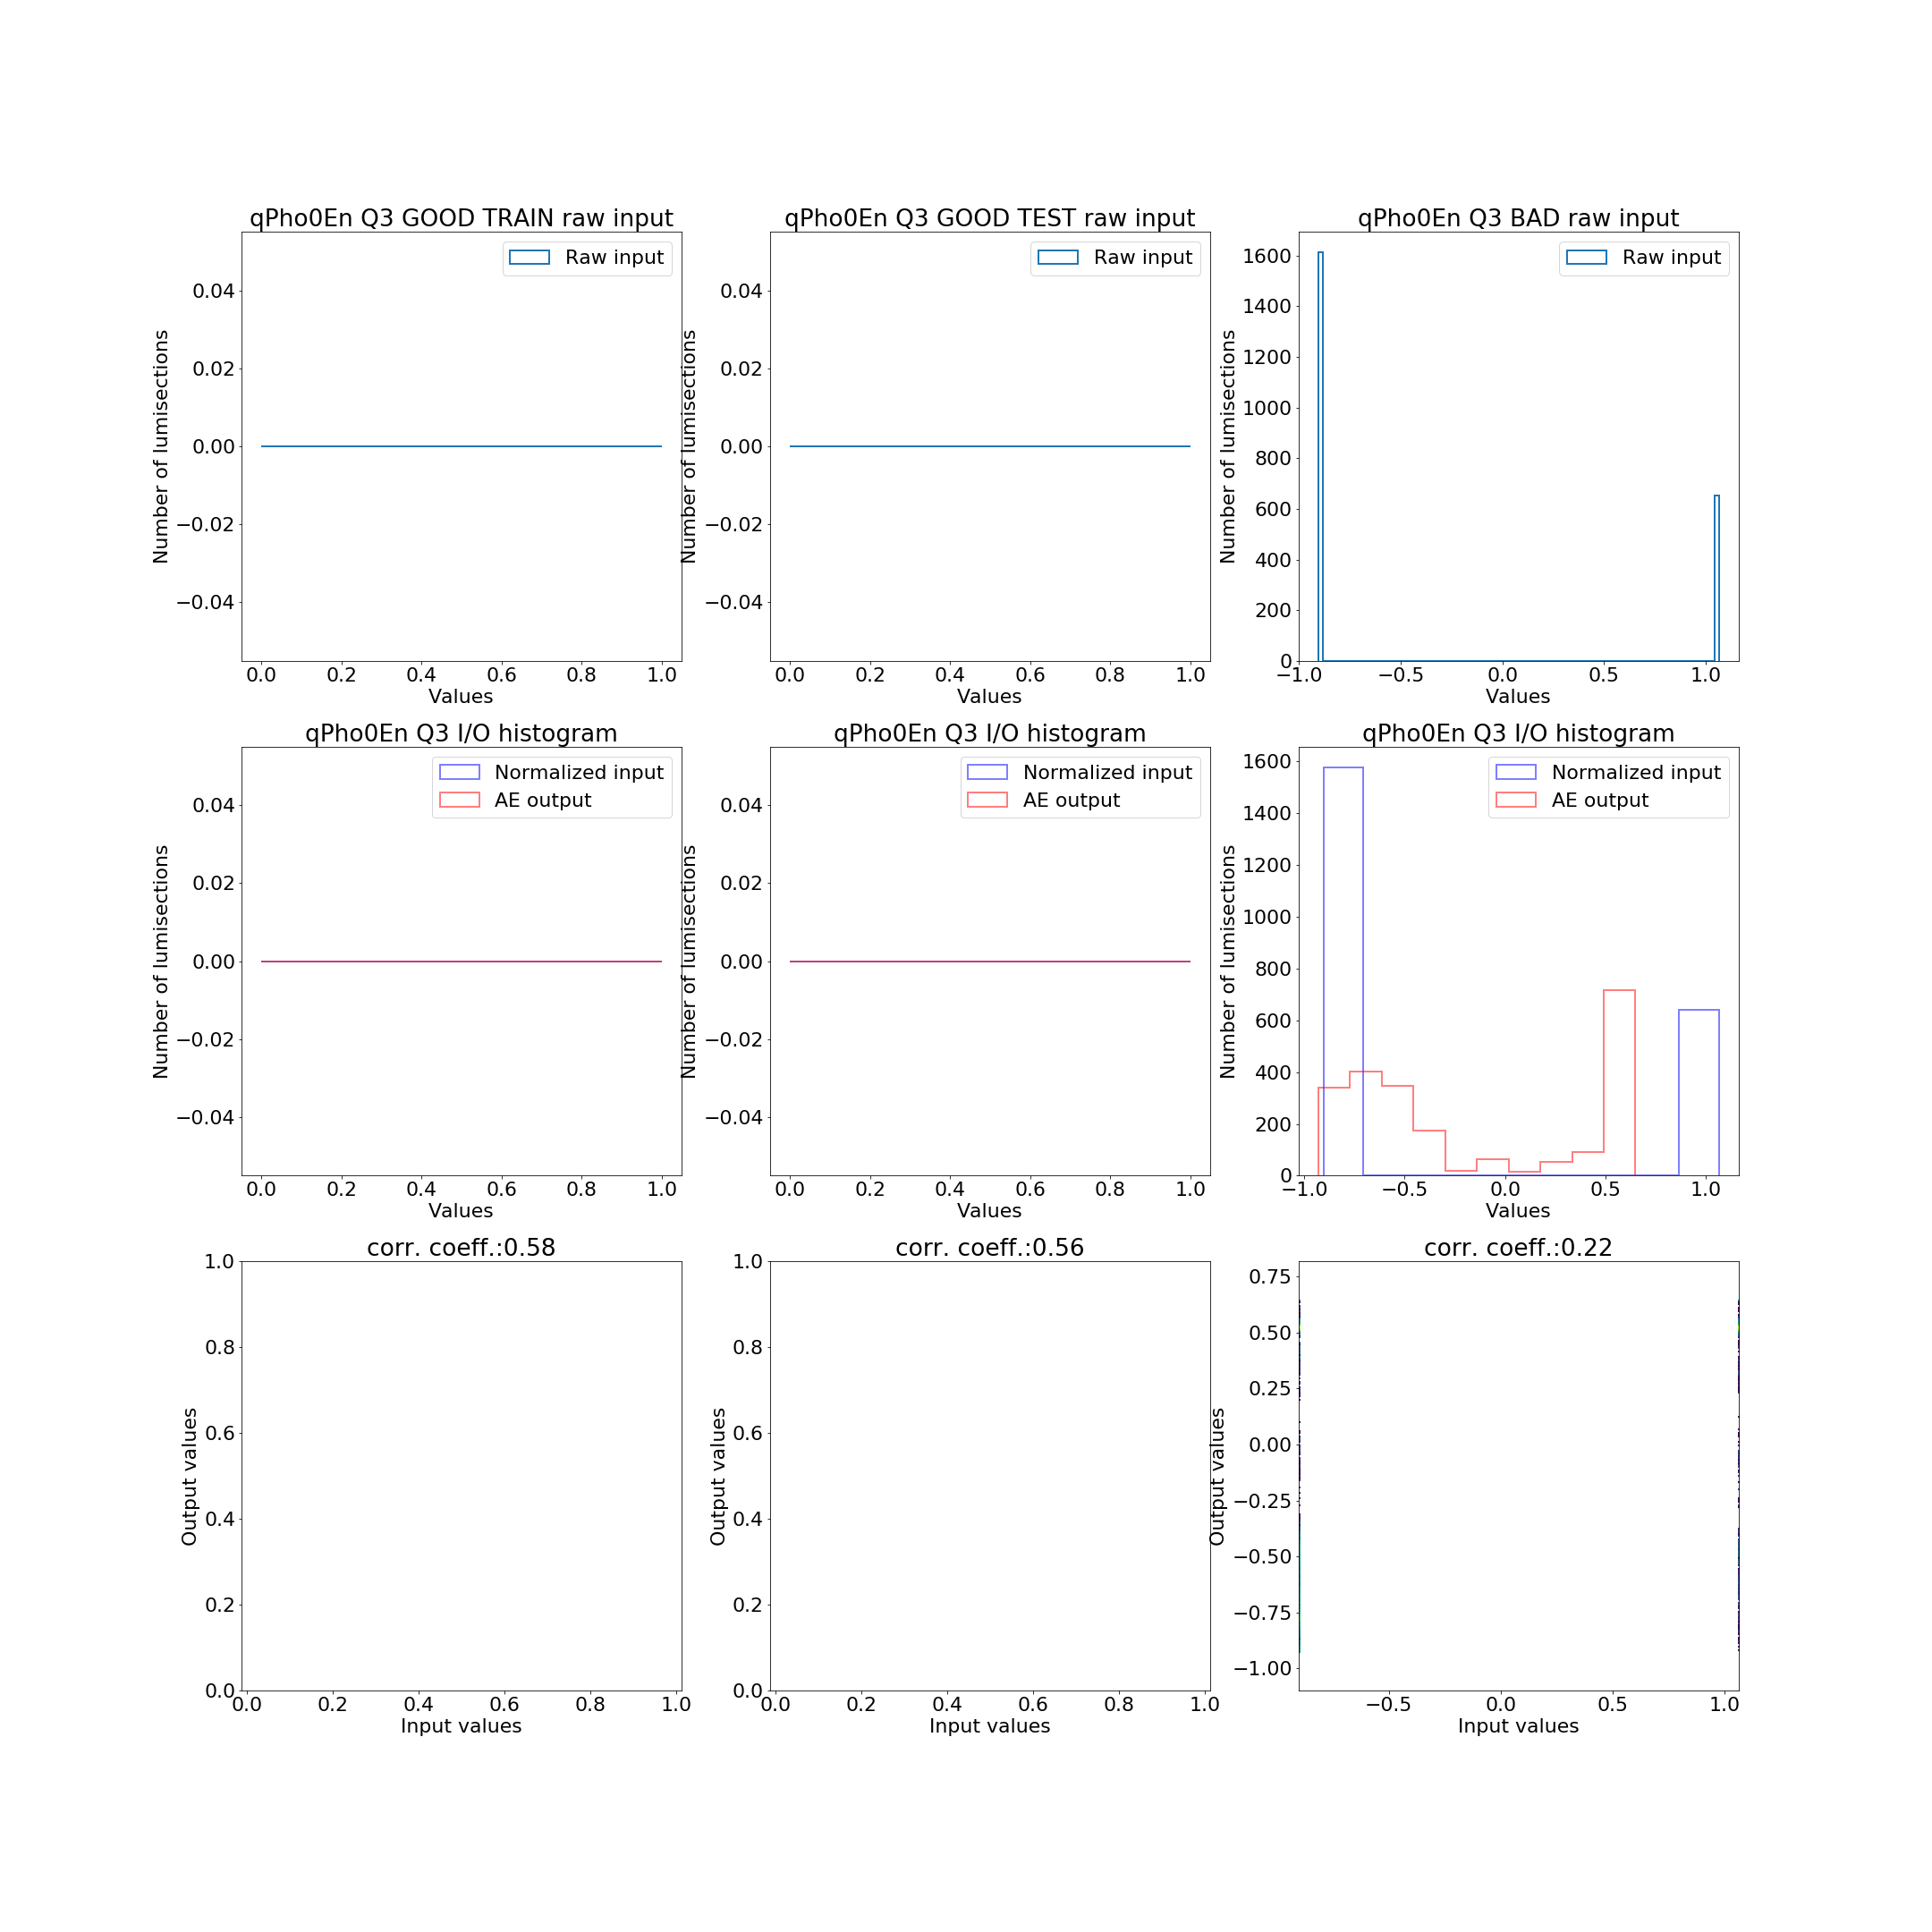 qPho0En Q3 GOOD TRAIN raw input
Raw input
0.04
0.02
0.00
−0.02
−0.04
Number of lumisections
0.0 0.2 0.4 0.6 0.8 1.0
Values
qPho0En Q3 GOOD TEST raw input
Raw input
0.04
0.02
0.00
−0.02
−0.04
Number of lumisections
0.0 0.2 0.4 0.6 0.8 1.0
Values
qPho0En Q3 BAD raw input
Raw input
1600
1400
1200
1000
800
600
400
200
0
Number of lumisections
−1.0 −0.5 0.0 0.5 1.0
Values
qPho0En Q3 I/O histogram
Normalized input
AE output
0.04
0.02
0.00
−0.02
−0.04
Number of lumisections
0.0 0.2 0.4 0.6 0.8 1.0
Values
qPho0En Q3 I/O histogram
Normalized input
AE output
0.04
0.02
0.00
−0.02
−0.04
Number of lumisections
0.0 0.2 0.4 0.6 0.8 1.0
Values
qPho0En Q3 I/O histogram
Normalized input
AE output
1600
1400
1200
1000
800
600
400
200
0
Number of lumisections
−1.0 −0.5 0.0 0.5 1.0
Values
corr. coeff.:0.58
1.0
0.8
0.6
0.4
0.2
0.0
Output values
0.0 0.2 0.4 0.6 0.8 1.0
Input values
corr. coeff.:0.56
1.0
0.8
0.6
0.4
0.2
0.0
Output values
0.0 0.2 0.4 0.6 0.8 1.0
Input values
corr. coeff.:0.22
0.75
0.50
0.25
0.00
−0.25
−0.50
−0.75
−1.00
Output values
−0.5 0.0 0.5 1.0
Input values